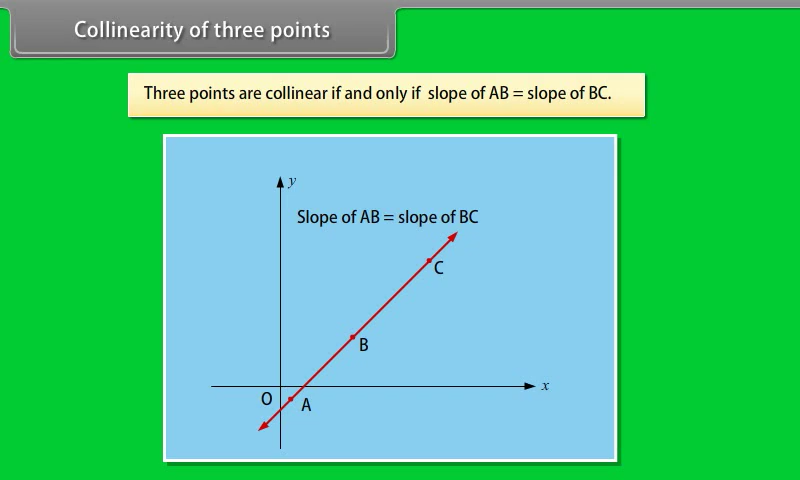 Collinearity of three points
Three points are collinear if and only if slope of AB = slope of BC.
y
Slope of AB = slope of BC
C
B
x
O
A